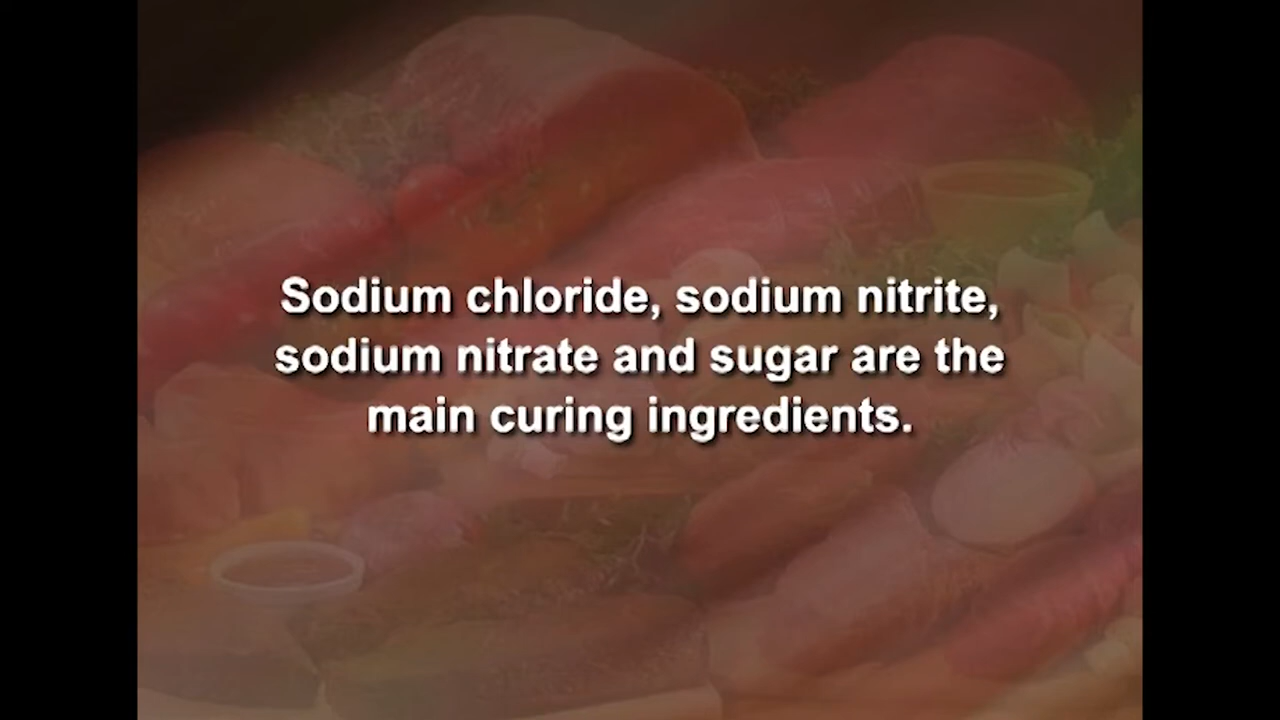 Sodium chloride, sodium nitrite,
sodium nitrate and sugar are the
main curing ingredients.